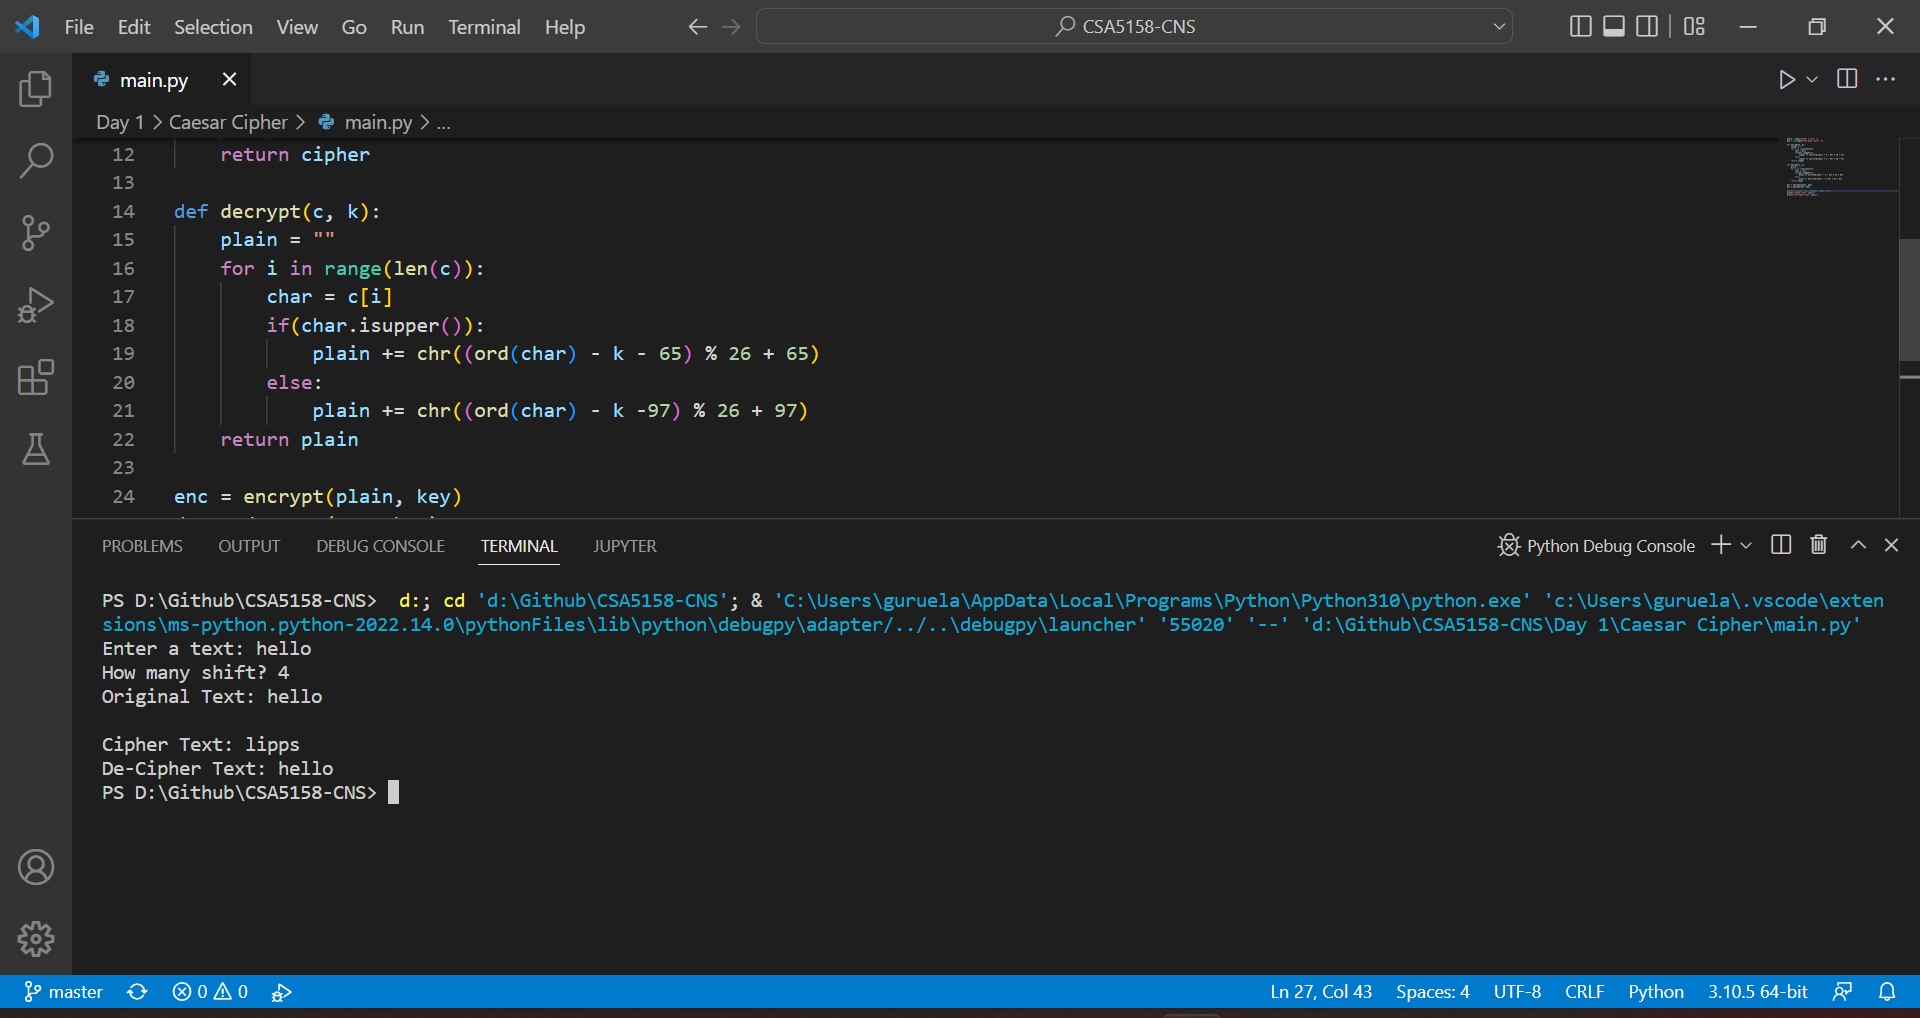 File Edit Selection View Go Run Terminal Help
CSA5158-CNS
main.py
Day 1 > Caesar Cipher > main.py > ...
12 return cipher
13
14 def decrypt(c, k):
15 plain = ""
16 for i in range(len(c)):
17 char = c[i]
18 if(char.isupper()):
19 plain += chr((ord(char) - k - 65) % 26 + 65)
20 else:
21 plain += chr((ord(char) - k -97) % 26 + 97)
22 return plain
23
24 enc = encrypt(plain, key)
PROBLEMS OUTPUT DEBUG CONSOLE TERMINAL JUPYTER Python Debug Console
PS D:\Github\CSA5158-CNS>  d:; cd 'd:\Github\CSA5158-CNS'; & 'C:\Users\guruela\AppData\Local\Programs\Python\Python310\python.exe' 'c:\Users\guruela\.vscode\exten
sions\ms-python.python-2022.14.0\pythonFiles\lib\python\debugpy\adapter/../..\debugpy\launcher' '55020' '--' 'd:\Github\CSA5158-CNS\Day 1\Caesar Cipher\main.py'
Enter a text: hello
How many shift? 4
Original Text: hello
Cipher Text: lipps
De-Cipher Text: hello
PS D:\Github\CSA5158-CNS>
master 0 0 Ln 27, Col 43 Spaces: 4 UTF-8 CRLF Python 3.10.5 64-bit